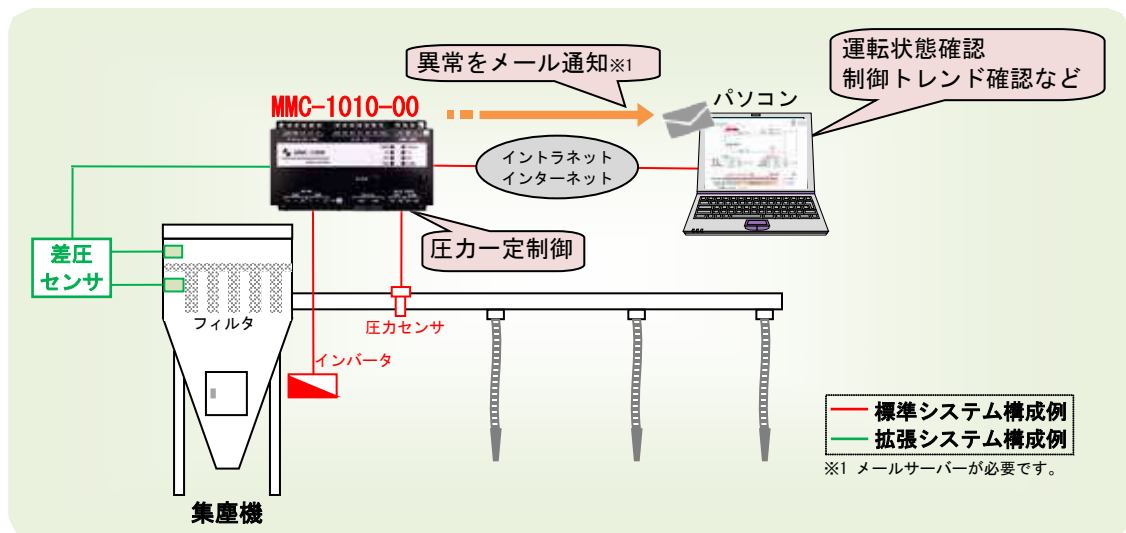 異常をメール通知※1
運転状態確認
制御トレンド確認など
MMC-1010-00
パソコン
イントラネット
インターネット
圧力一定制御
差圧
センサ
フィルタ
圧力センサ
インバータ
標準システム構成例
拡張システム構成例
※1 メールサーバーが必要です。
集塵機